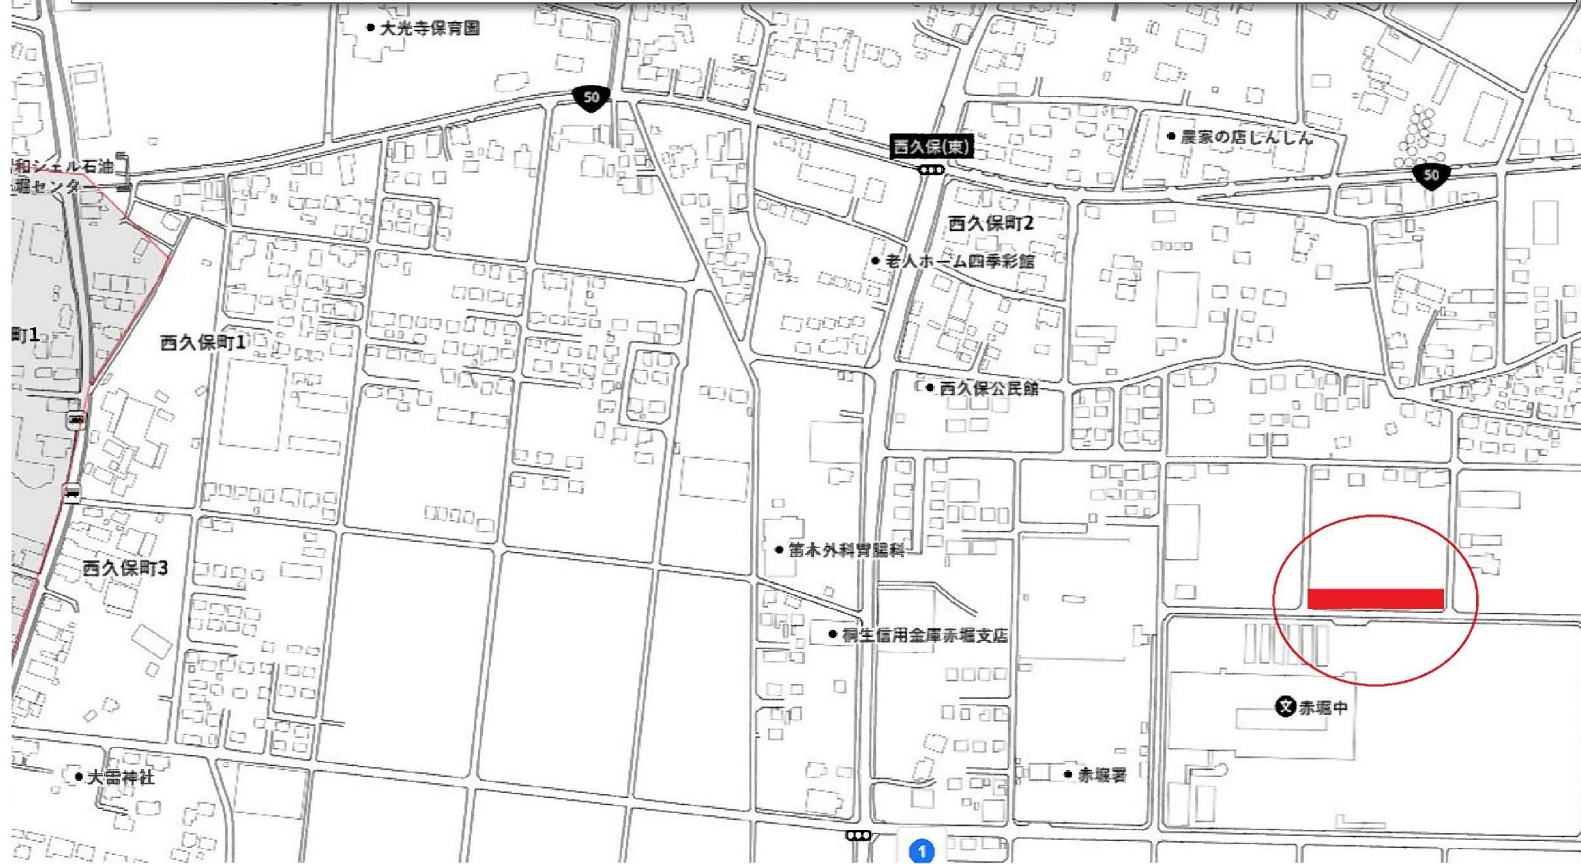 大光寺保育園
50
西久保(東)
農家の店しんしん
和シェル石油
堀センター
50
西久保町2
老人ホーム四季彩館
町1
西久保町1
西久保公民館
笛木外科胃腸科
西久保町3
桐生信用金庫赤堀支店
文 赤堀中
大雷神社
赤堀署
1